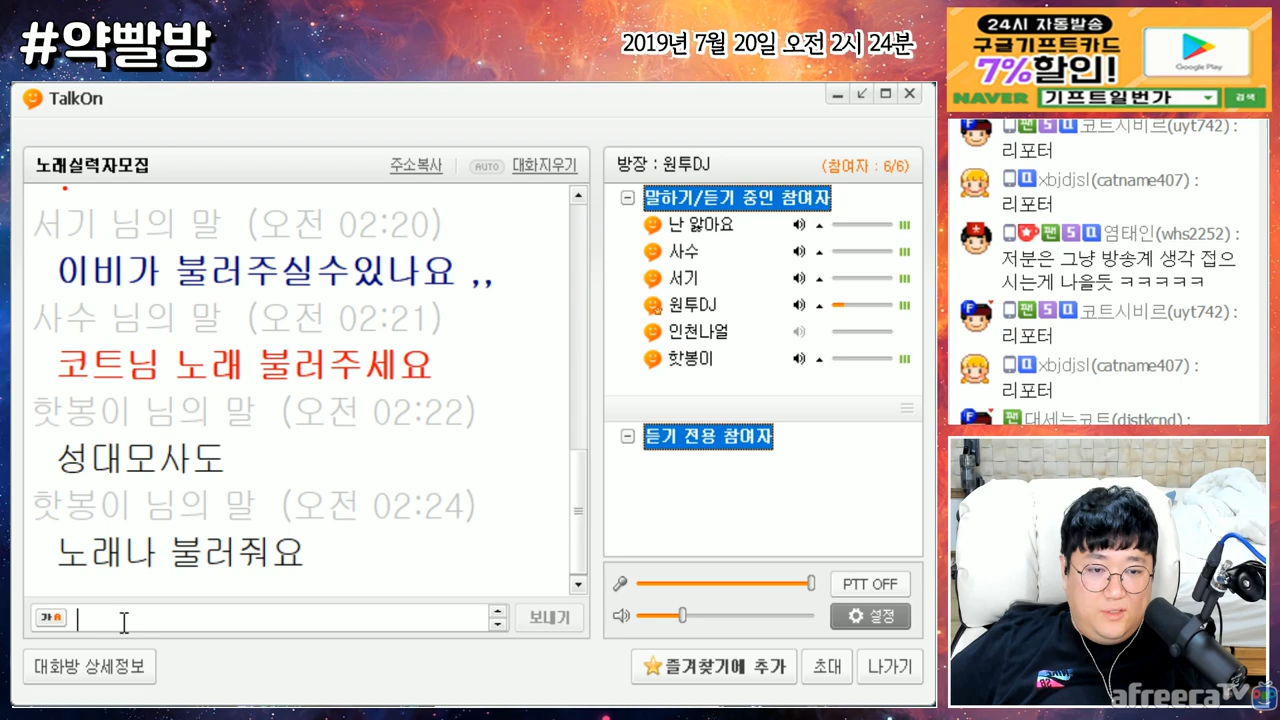 #약빨방
2019년 7월 20일 오전 2시 24분
24시 자동발송
구글기프트카드
7%할인!
Google Play
NAVER 기프트일번가 검색
TalkOn
노래실력자모집 주소복사 AUTO 대화지우기
서기 님의 말 (오전 02:20)
이비가 불러주실수있나요 ,,
사수 님의 말 (오전 02:21)
코트님 노래 불러주세요
핫봉이 님의 말 (오전 02:22)
성대모사도
핫봉이 님의 말 (오전 02:24)
노래나 불러줘요
가 보내기
대화방 상세정보
방장 : 원투DJ (참여자 : 6/6)
말하기/듣기 중인 참여자
난 앓아요
사수
서기
원투DJ
인천나얼
핫봉이
듣기 전용 참여자
PTT OFF
설정
즐겨찾기에 추가 초대 나가기
팬 S Q 코트시비르(uyt742) :
리포터
Q xbjdjsl(catname407) :
리포터
팬 S Q 염태인(whs2252) :
저분은 그냥 방송계 생각 접으
시는게 나을듯 ㅋㅋㅋㅋㅋ
팬 S Q 코트시비르(uyt742) :
리포터
Q xbjdjsl(catname407) :
리포터
팬 대세는코트(djstkcnd) :
afreecaTV